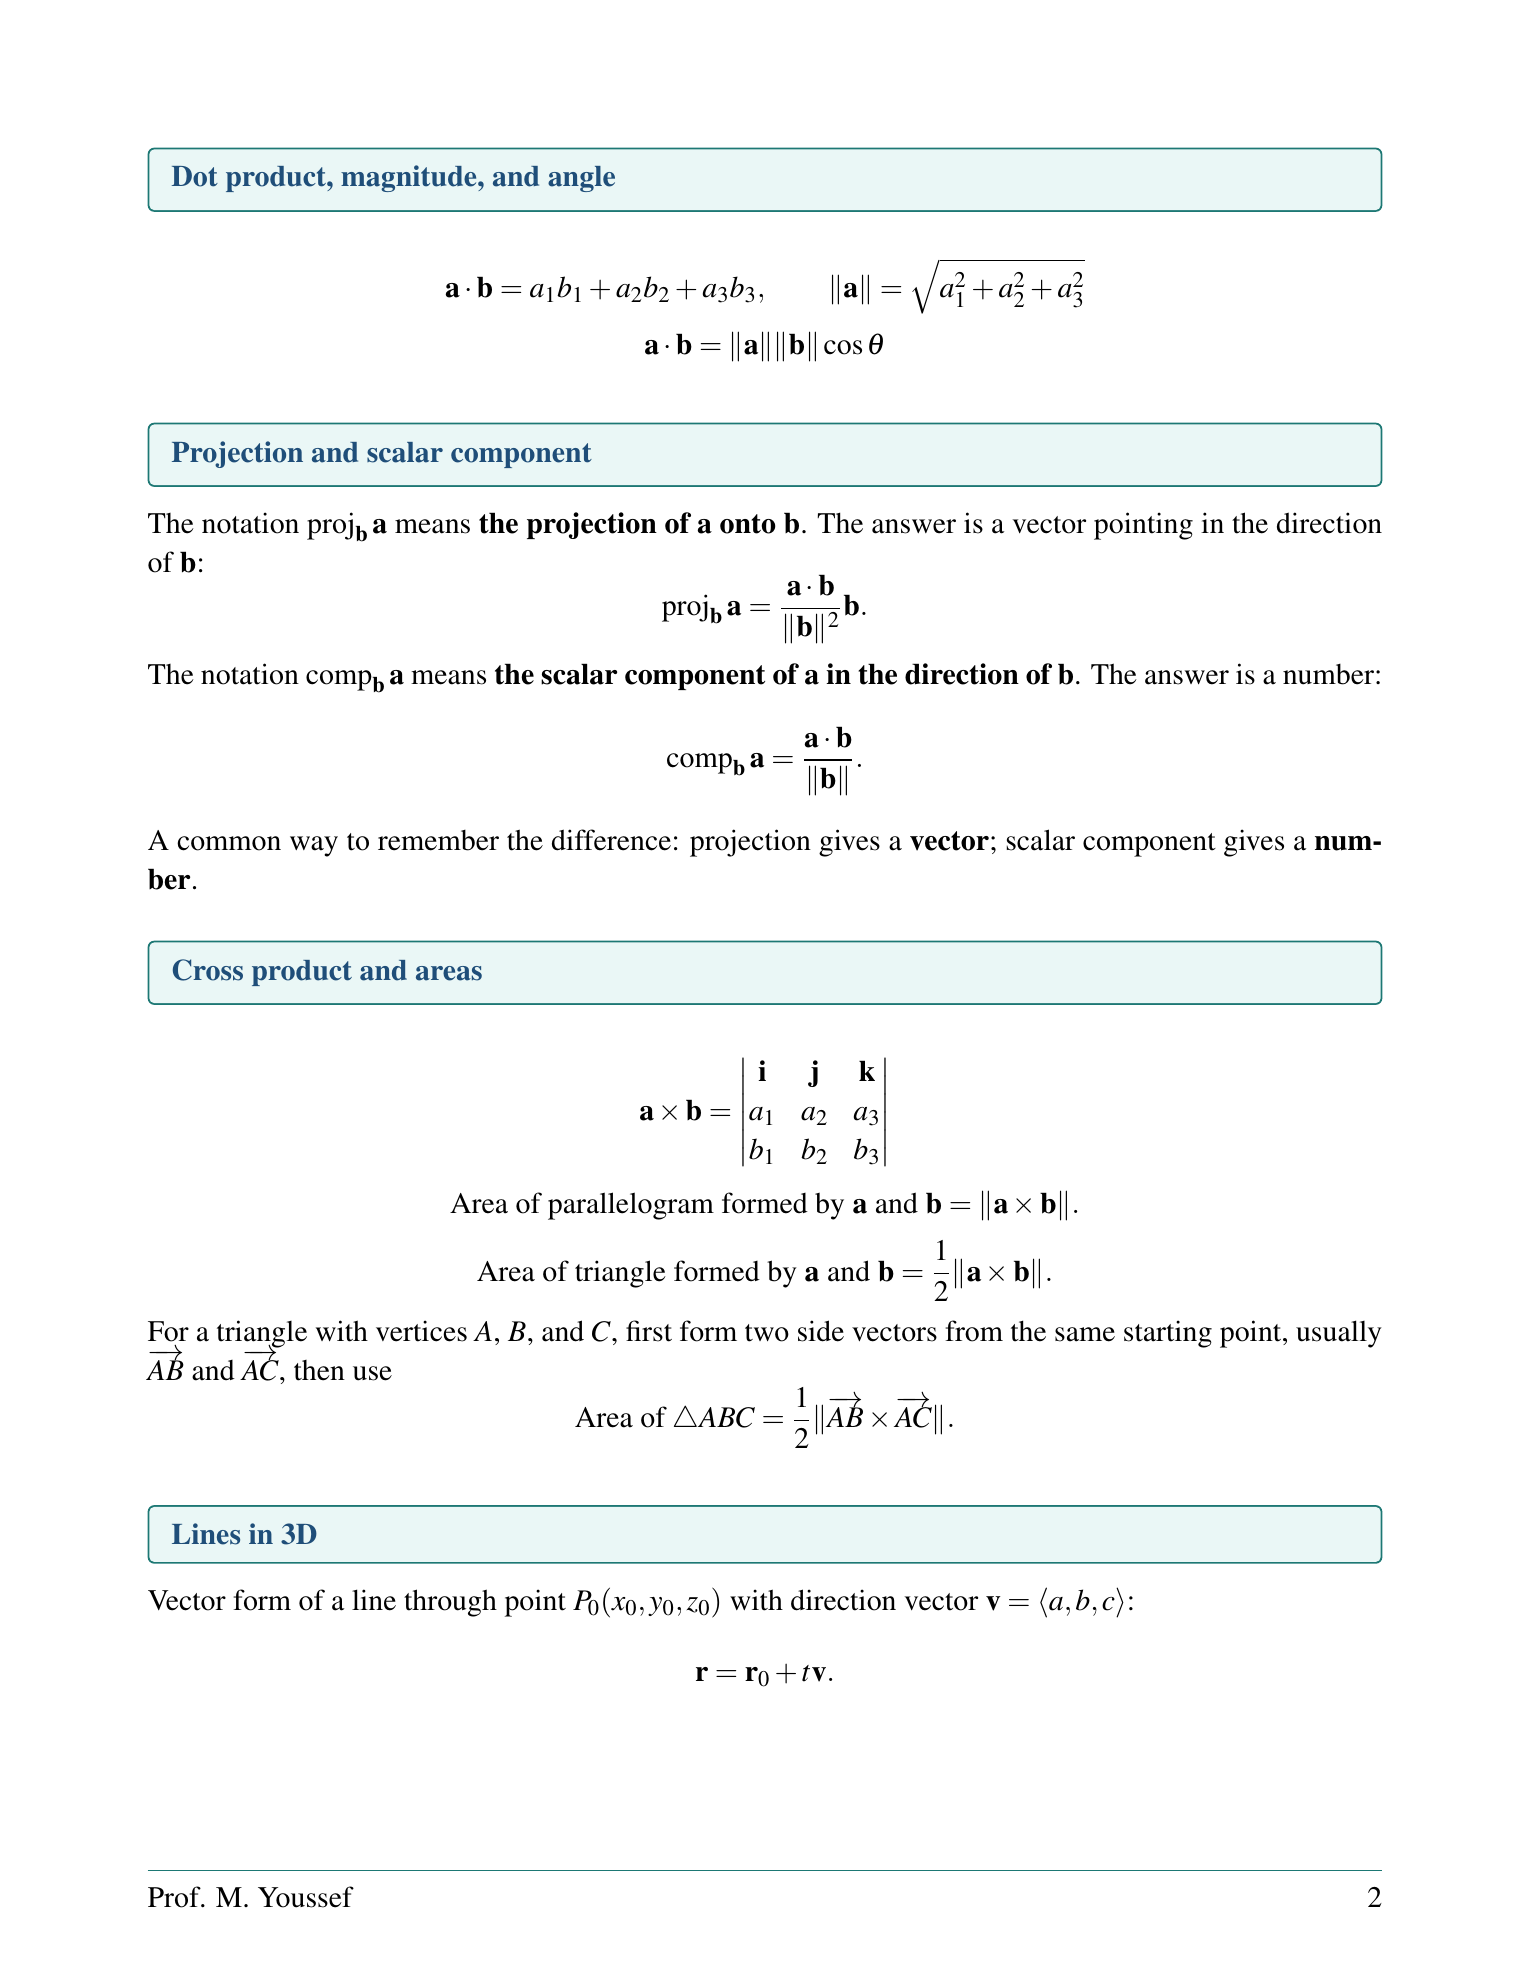 Dot product, magnitude, and angle
𝐚 · 𝐛 = a₁b₁ + a₂b₂ + a₃b₃,  ‖𝐚‖ = √(a₁² + a₂² + a₃²)
𝐚 · 𝐛 = ‖𝐚‖‖𝐛‖ cos θ
Projection and scalar component
The notation proj_𝐛 𝐚 means the projection of a onto b. The answer is a vector pointing in the direction
of b:
proj_𝐛 𝐚 = (𝐚 · 𝐛)/‖𝐛‖² 𝐛.
The notation comp_𝐛 𝐚 means the scalar component of a in the direction of b. The answer is a number:
comp_𝐛 𝐚 = (𝐚 · 𝐛)/‖𝐛‖.
A common way to remember the difference: projection gives a vector; scalar component gives a num-
ber.
Cross product and areas
𝐚 × 𝐛 = | 𝐢 𝐣 𝐤 |
| a₁ a₂ a₃ |
| b₁ b₂ b₃ |
Area of parallelogram formed by 𝐚 and 𝐛 = ‖𝐚 × 𝐛‖.
Area of triangle formed by 𝐚 and 𝐛 = 1/2 ‖𝐚 × 𝐛‖.
For a triangle with vertices A, B, and C, first form two side vectors from the same starting point, usually
A⃗B⃗ and A⃗C⃗, then use
Area of △ABC = 1/2 ‖A⃗B⃗ × A⃗C⃗‖.
Lines in 3D
Vector form of a line through point P₀(x₀, y₀, z₀) with direction vector 𝐯 = ⟨a, b, c⟩:
𝐫 = 𝐫₀ + t𝐯.
Prof. M. Youssef 2